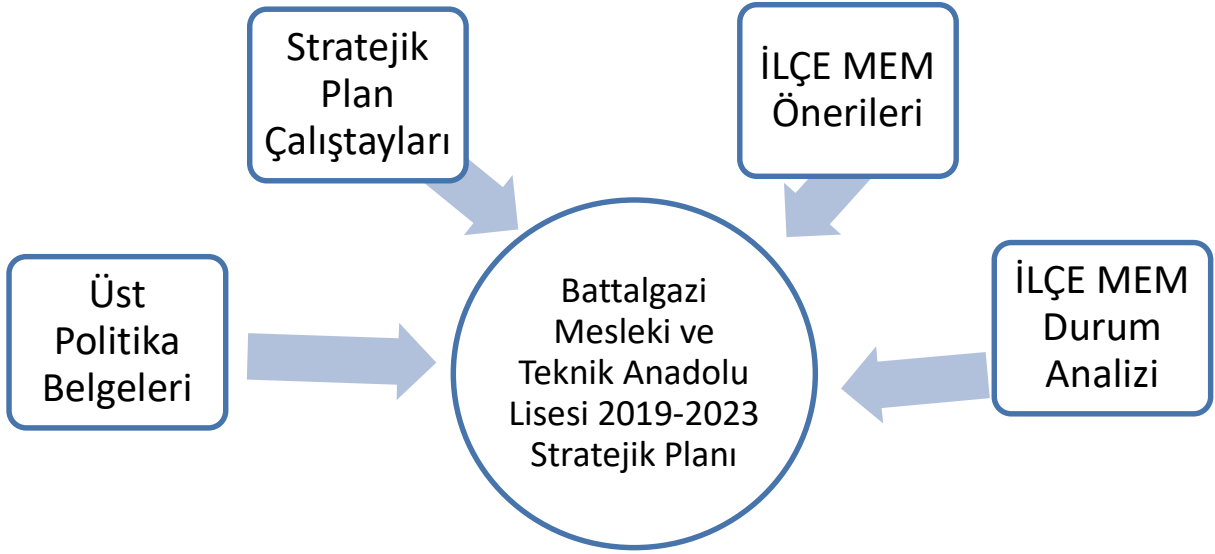 Stratejik
Plan
Çalıştayları
İLÇE MEM
Önerileri
Üst
Politika
Belgeleri
Battalgazi
Mesleki ve
Teknik Anadolu
Lisesi 2019-2023
Stratejik Planı
İLÇE MEM
Durum
Analizi